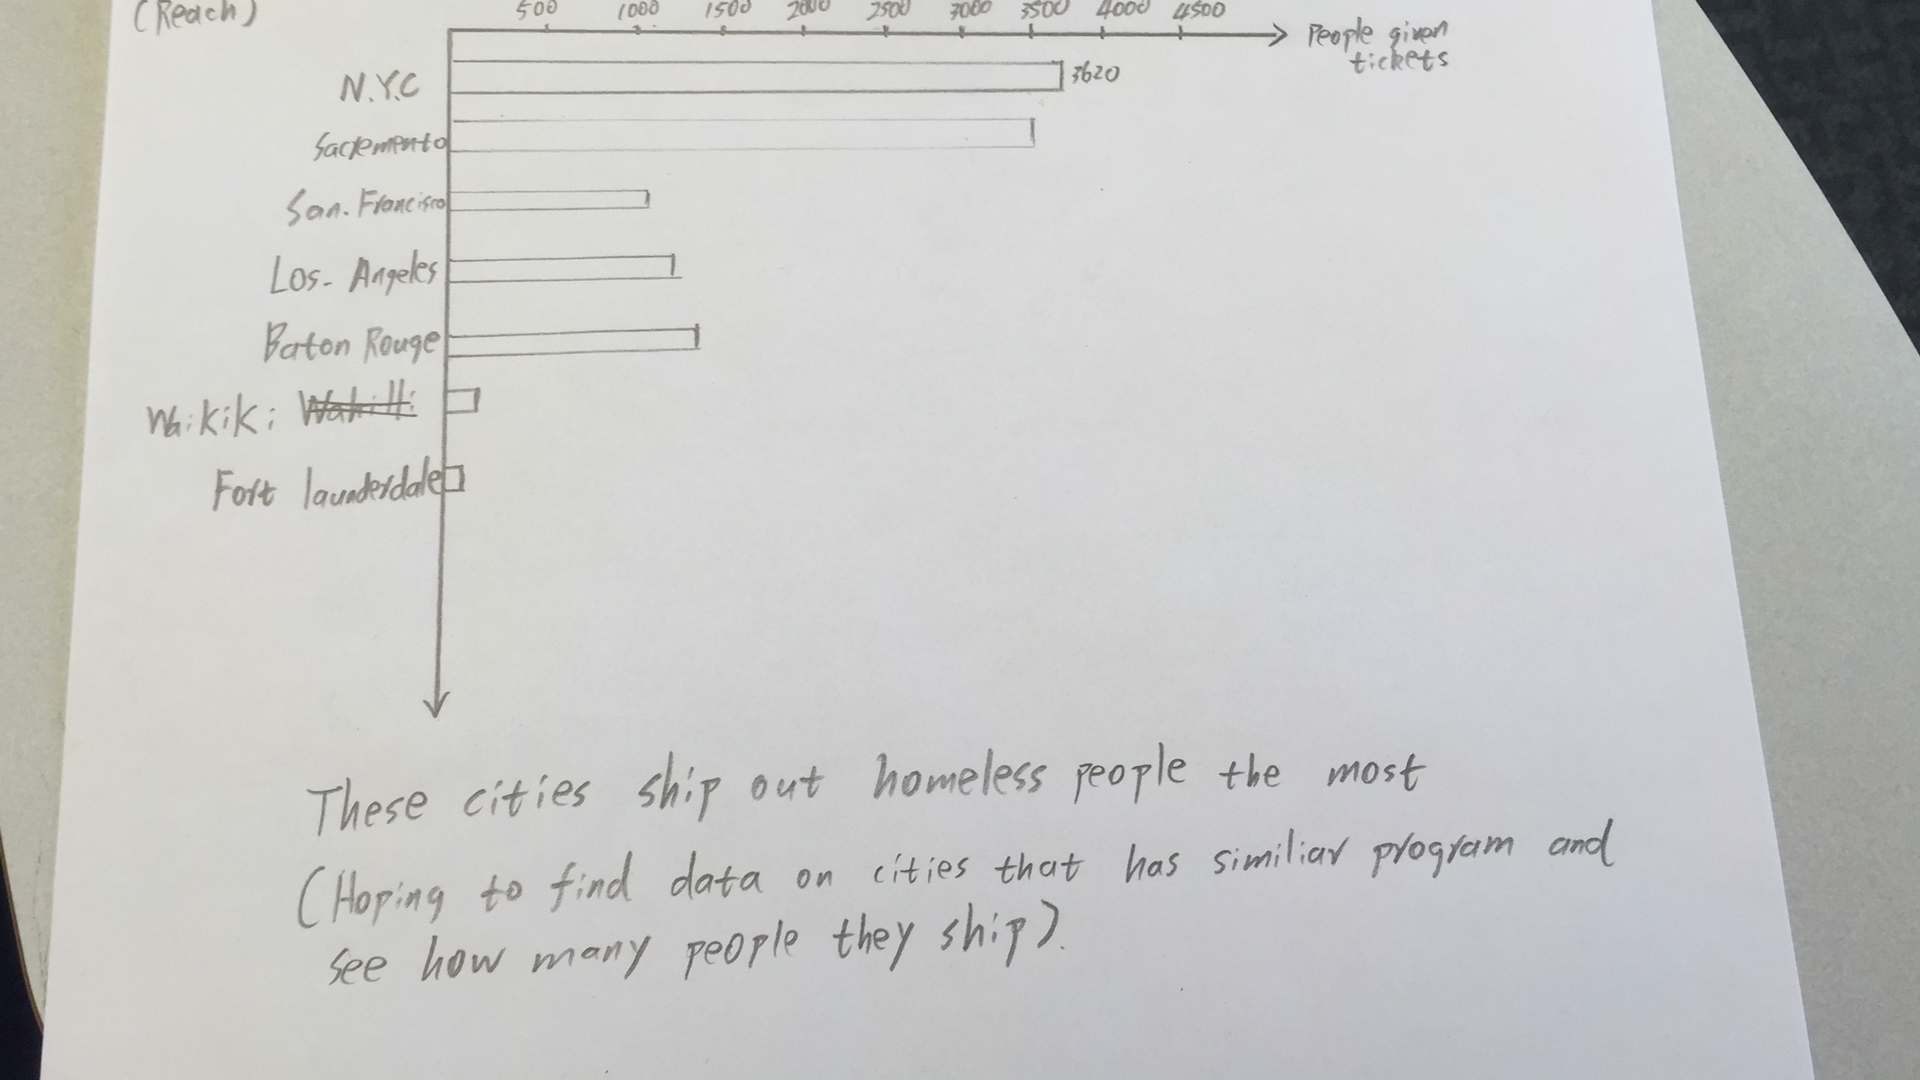 (Reach)
500 1000 1500 2000 2500 3000 3500 4000 4500
People given
tickets
N.Y.C 3620
Sacremento
San. Francisco
Los- Angeles
Baton Rouge
Waikiki
Fort launderdale
These cities ship out homeless people the most
(Hoping to find data on cities that has similiar program and
see how many people they ship).